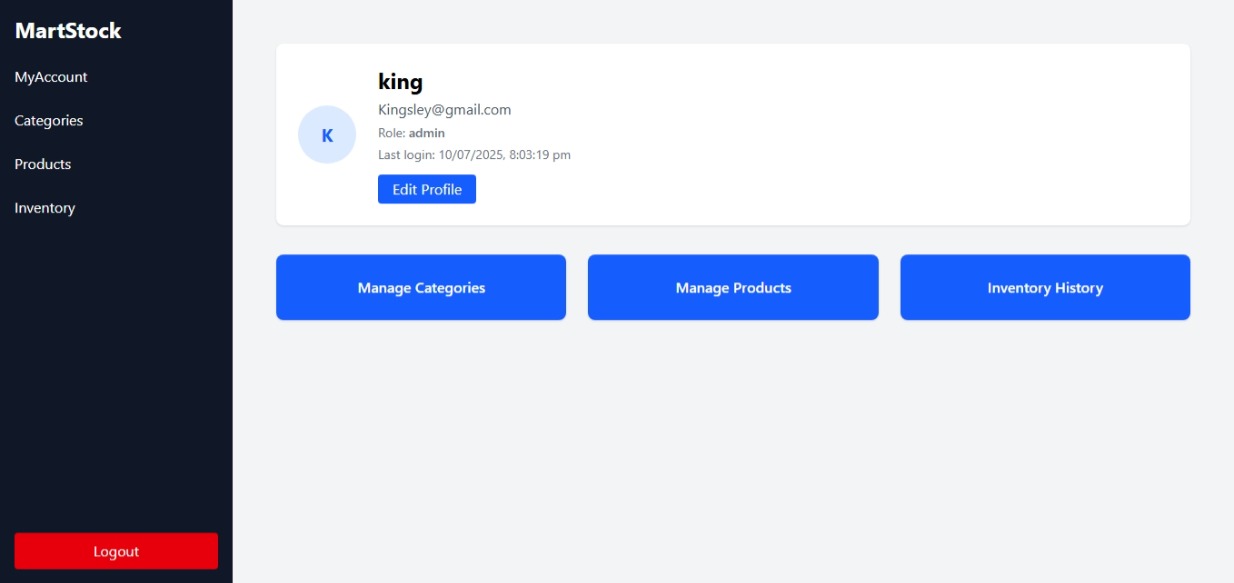 MartStock
MyAccount
Categories
Products
Inventory
Logout
K
king
Kingsley@gmail.com
Role: admin
Last login: 10/07/2025, 8:03:19 pm
Edit Profile
Manage Categories
Manage Products
Inventory History